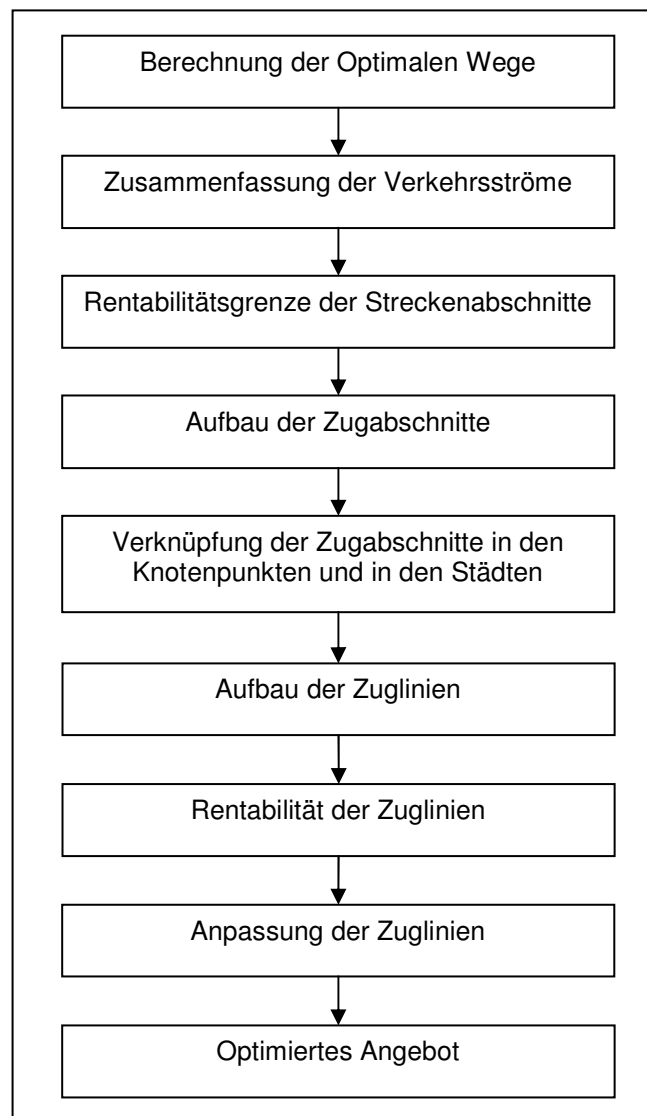 Berechnung der Optimalen Wege
Zusammenfassung der Verkehrsströme
Rentabilitätsgrenze der Streckenabschnitte
Aufbau der Zugabschnitte
Verknüpfung der Zugabschnitte in den
Knotenpunkten und in den Städten
Aufbau der Zuglinien
Rentabilität der Zuglinien
Anpassung der Zuglinien
Optimiertes Angebot